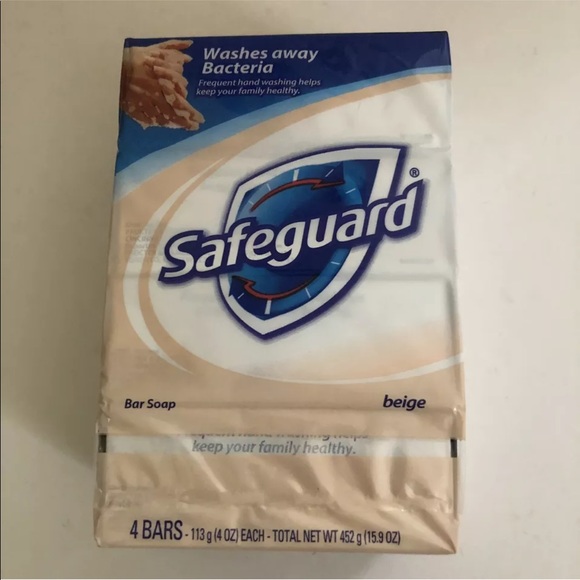 Washes away
Bacteria
Frequent hand washing helps
keep your family healthy.
Safeguard®
Bar Soap
beige
keep your family healthy.
4 BARS - 113 g (4 OZ) EACH - TOTAL NET WT 452 g (15.9 OZ)